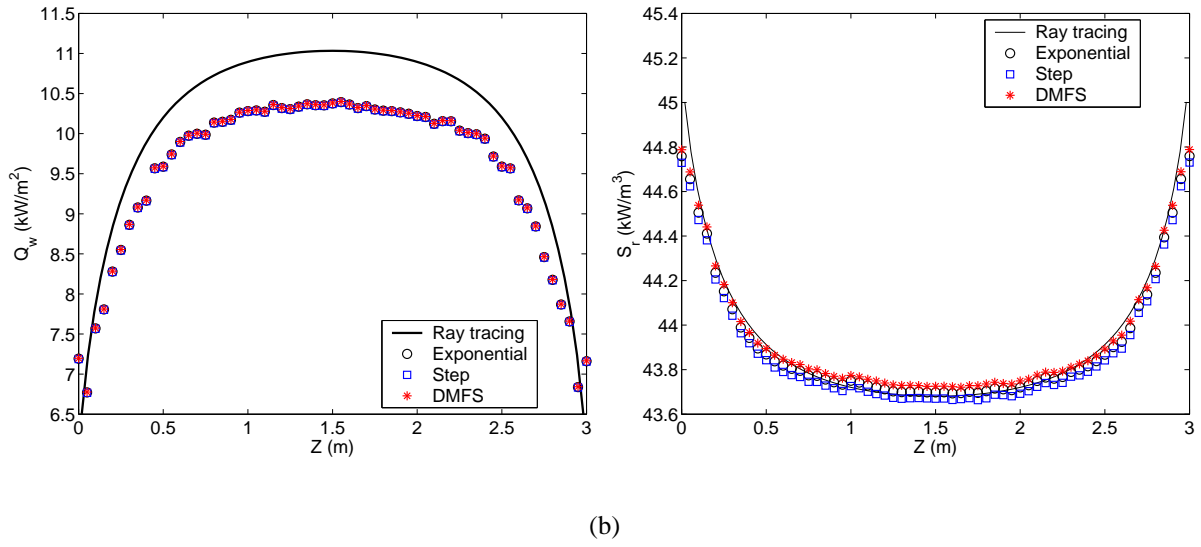 11.5
11
10.5
10
9.5
9
8.5
8
7.5
7
6.5
Q_w (kW/m^2)
0 0.5 1 1.5 2 2.5 3
Z (m)
Ray tracing
Exponential
Step
DMFS
45.4
45.2
45
44.8
44.6
44.4
44.2
44
43.8
43.6
S_r (kW/m^3)
0 0.5 1 1.5 2 2.5 3
Z (m)
Ray tracing
Exponential
Step
DMFS
(b)